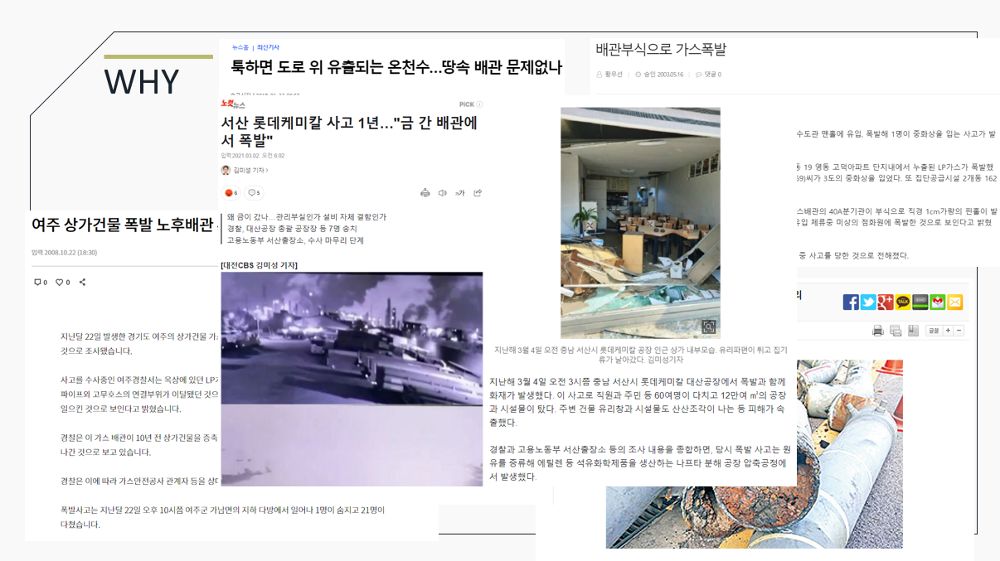 WHY
뉴스홈 | 최신기사
툭하면 도로 위 유출되는 온천수...땅속 배관 문제없나
배관부식으로 가스폭발
황무선
승인 2003.05.16
댓글 0
노컷뉴스
PiCK
서산 롯데케미칼 사고 1년…"금 간 배관에
서 폭발"
입력 2021.03.02. 오전 6:02
김미성 기자
6
5
가
왜 금이 갔나…관리부실인가 설비 자체 결함인가
경찰, 대산공장 총괄 공장장 등 7명 송치
고용노동부 서산출장소, 수사 마무리 단계
[대전CBS 김미성 기자]
여주 상가건물 폭발 노후배관
입력 2008.10.22 (18:30)
0
0
지난달 22일 발생한 경기도 여주의 상가건물 가
것으로 조사됐습니다.
사고를 수사중인 여주경찰서는 옥상에 있던 LP
파이프와 고무호스의 연결부위가 이탈됐던 것으
일으킨 것으로 보인다고 밝혔습니다.
경찰은 이 가스 배관이 10년 전 상가건물을 증축
나간 것으로 보고 있습니다.
경찰은 이에 따라 가스안전공사 관계자 등을 상대
폭발사고는 지난달 22일 오후 10시쯤 여주군 가남면의 지하 다방에서 일어나 1명이 숨지고 21명이
다쳤습니다.
지난해 3월 4일 오전 충남 서산시 롯데케미칼 공장 인근 상가 내부모습. 유리파편이 튀고 집기
류가 날아갔다. 김미성기자
지난해 3월 4일 오전 3시쯤 충남 서산시 롯데케미칼 대산공장에서 폭발과 함께
화재가 발생했다. 이 사고로 직원과 주민 등 60여명이 다치고 12만여 ㎡의 공장
과 시설물이 탔다. 주변 건물 유리창과 시설물도 산산조각이 나는 등 피해가 속
출했다.
경찰과 고용노동부 서산출장소 등의 조사 내용을 종합하면, 당시 폭발 사고는 원
유를 증류해 에틸렌 등 석유화학제품을 생산하는 나프타 분해 공장 압축공정에
서 발생했다.
수도관 맨홀에 유입, 폭발해 1명이 중화상을 입는 사고가 발
19 영동 고덕아파트 단지내에서 누출된 LP가스가 폭발했
59)씨가 3도의 중화상을 입었다. 또 집단공급시설 2개동 162
스배관의 40A분기관이 부식으로 직경 1cm가량의 핀홀이 발
유입 체류중 미상의 점화원에 폭발한 것으로 보인다고 밝혔
중 사고를 당한 것으로 전해졌다.
의
TALK
글꼴 + -